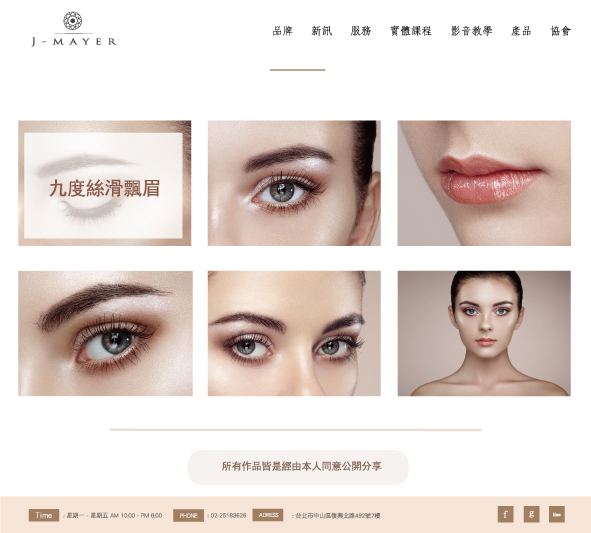 J-MAYER
品牌 新訊 服務 實體課程 影音教學 產品 協會
九度絲滑飄眉
所有作品皆是經由本人同意公開分享
Time : 星期一 - 星期五 AM 10:00 - PM 6:00 PHONE : 02-25183626 ADRESS : 台北市中山區復興北路492號7樓 f g line